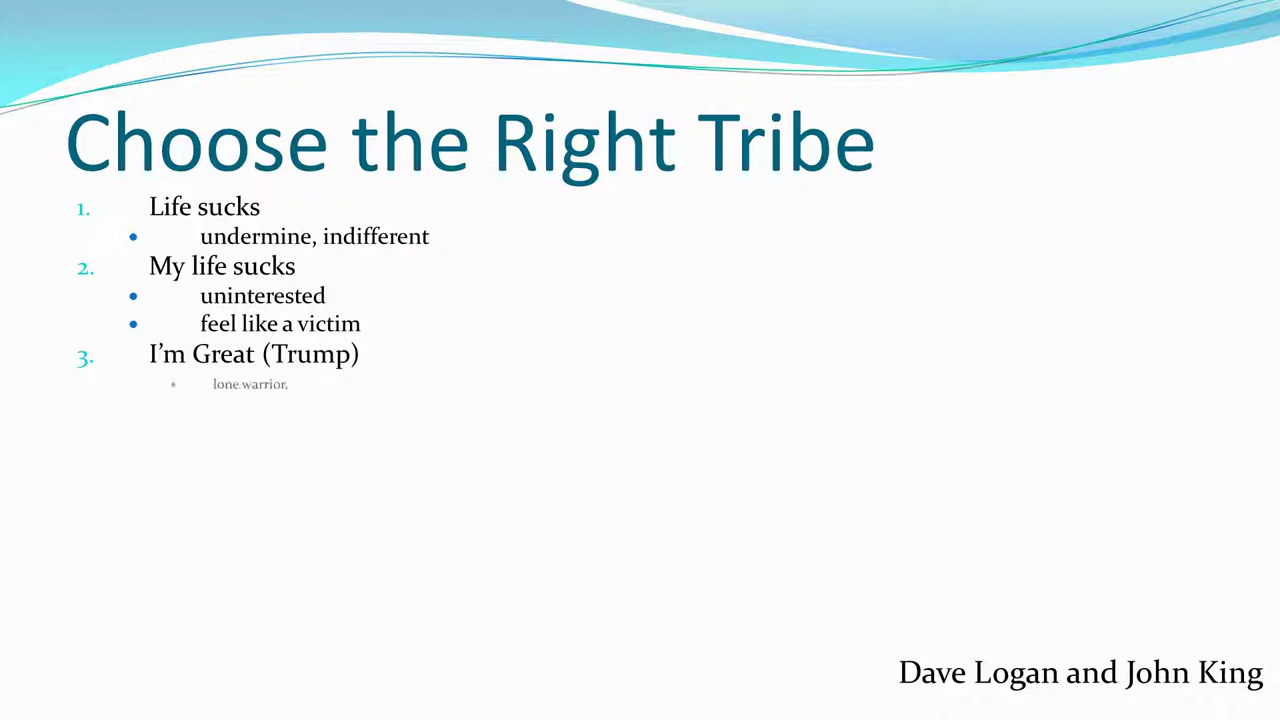 Choose the Right Tribe
1. Life sucks
• undermine, indifferent
2. My life sucks
• uninterested
• feel like a victim
3. I’m Great (Trump)
• lone warrior,
Dave Logan and John King